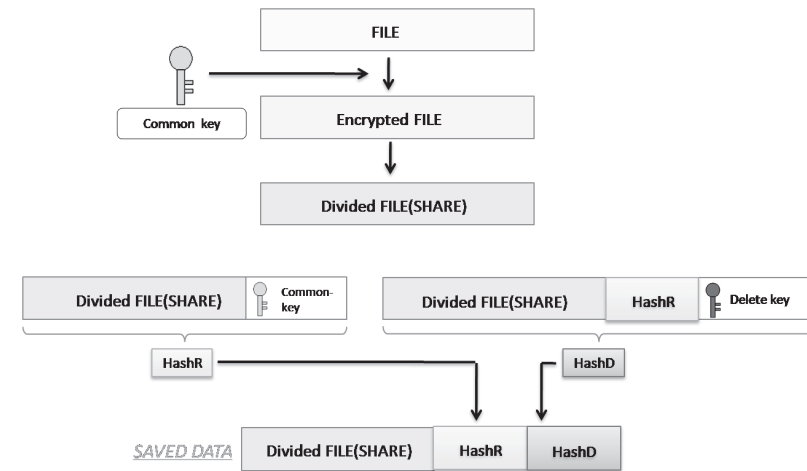 FILE
Common key
Encrypted FILE
Divided FILE(SHARE)
Divided FILE(SHARE)
Common-
key
Divided FILE(SHARE)
HashR
Delete key
HashR
HashD
SAVED DATA
Divided FILE(SHARE)
HashR
HashD